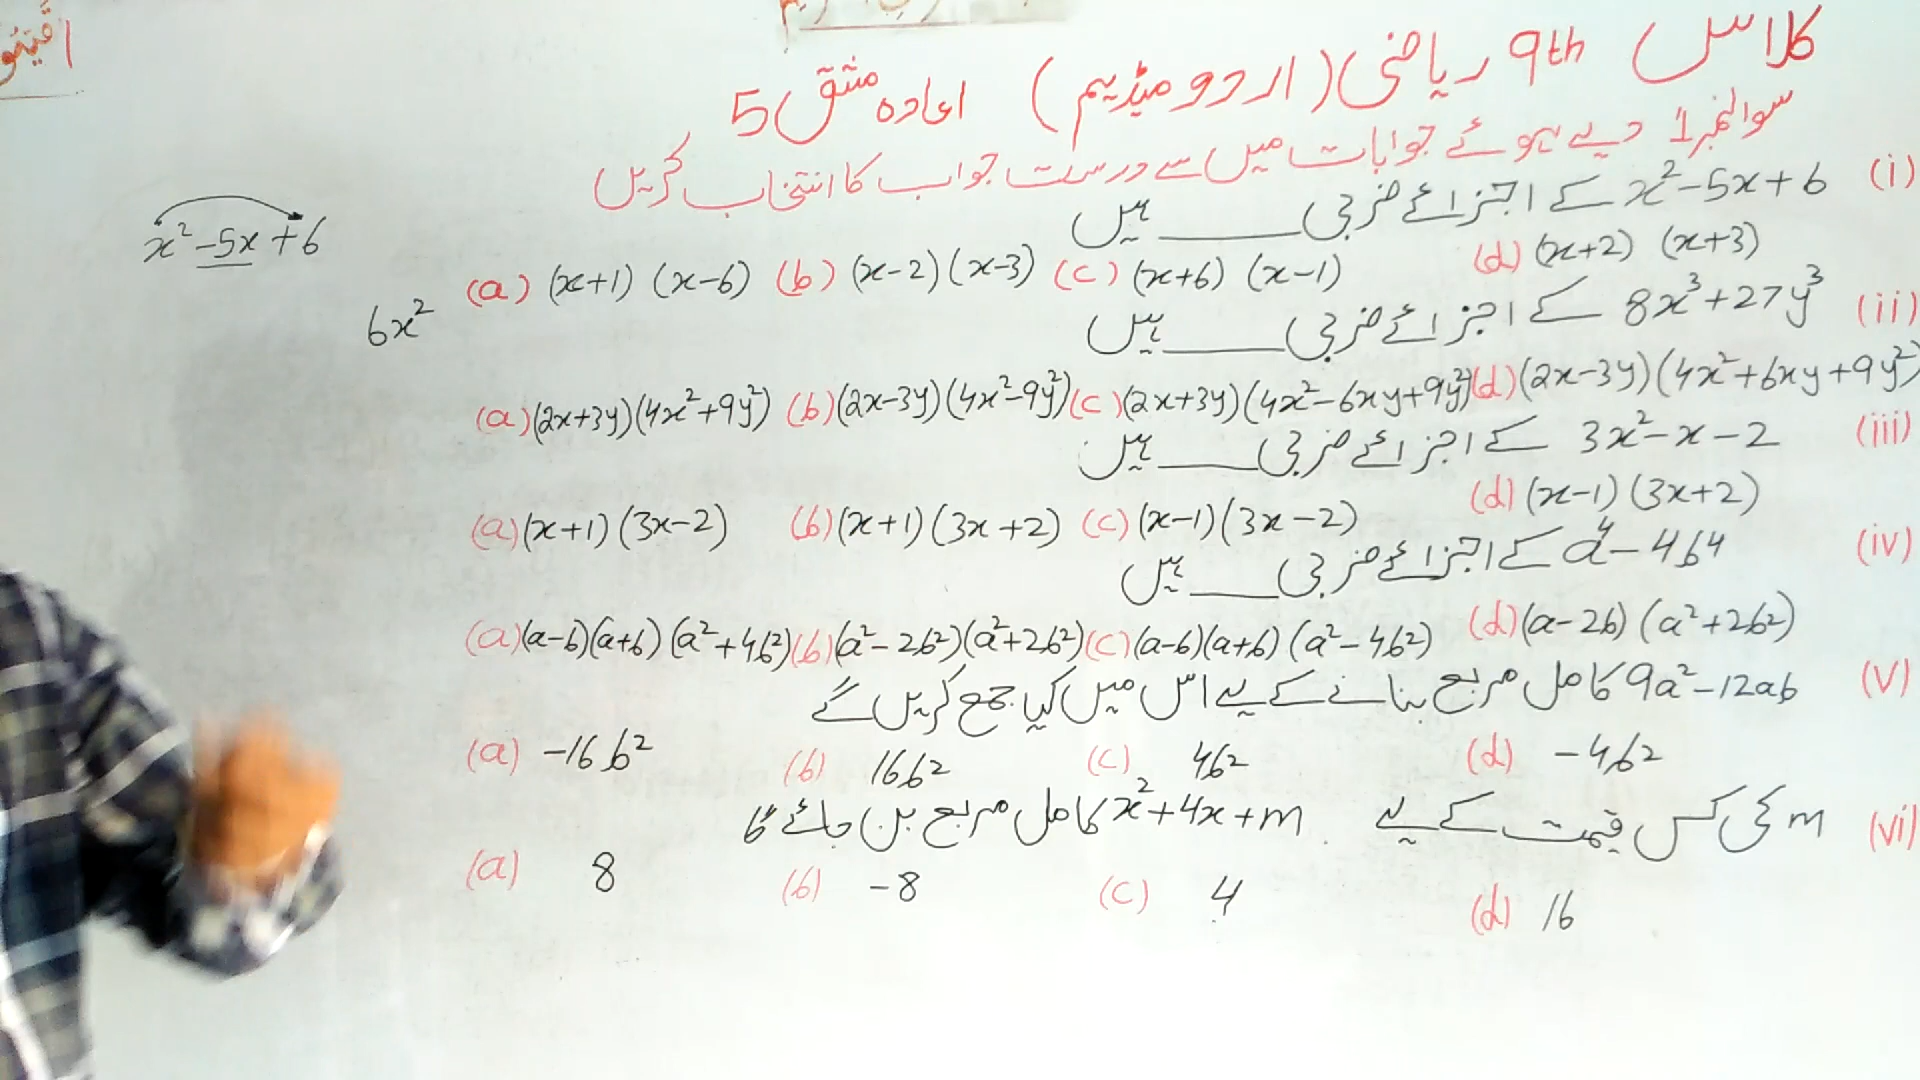 کلاس 9th ریاضی (اردو میڈیم) اعادہ مشق 5
سوال نمبر 1 دیے ہوئے جوابات میں سے درست جواب کا انتخاب کریں
(i) x²-5x+6 کے اجزائے ضربی ____ ہیں
(a) (x+1) (x-6) (b) (x-2) (x-3) (c) (x+6) (x-1) (d) (x+2) (x+3)
(ii) 8x³+27y³ کے اجزائے ضربی ____ ہیں
(a) (2x+3y)(4x²+9y²) (b) (2x-3y)(4x²-9y²) (c) (2x+3y)(4x²-6xy+9y²) (d) (2x-3y)(4x²+6xy+9y²)
(iii) 3x²-x-2 کے اجزائے ضربی ____ ہیں
(a) (x+1) (3x-2) (b) (x+1) (3x+2) (c) (x-1) (3x-2) (d) (x-1) (3x+2)
(iv) a⁴-4b⁴ کے اجزائے ضربی ____ ہیں
(a) (a-b)(a+b) (a²+4b²) (b) (a²-2b²)(a²+2b²) (c) (a-b)(a+b) (a²-4b²) (d) (a-2b) (a²+2b²)
(v) 9a²-12ab کامل مربع بنانے کے لیے اس میں کیا جمع کریں گے
(a) -16b² (b) 16b² (c) 4b² (d) -4b²
(vi) m کی کس قیمت کے لیے x²+4x+m کامل مربع بن جائے گا
(a) 8 (b) -8 (c) 4 (d) 16
x²-5x+6
6x²